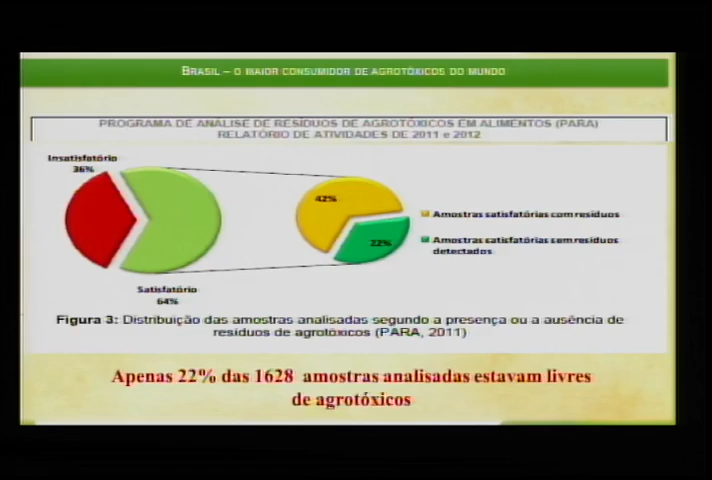 BRASIL – O MAIOR CONSUMIDOR DE AGROTÓXICOS DO MUNDO
PROGRAMA DE ANÁLISE DE RESÍDUOS DE AGROTÓXICOS EM ALIMENTOS (PARA)
RELATÓRIO DE ATIVIDADES DE 2011 e 2012
Insatisfatório
36%
42%
22%
Amostras satisfatórias com resíduos
Amostras satisfatórias sem resíduos
detectados
Satisfatório
64%
Figura 3: Distribuição das amostras analisadas segundo a presença ou a ausência de
resíduos de agrotóxicos (PARA, 2011)
Apenas 22% das 1628 amostras analisadas estavam livres
de agrotóxicos